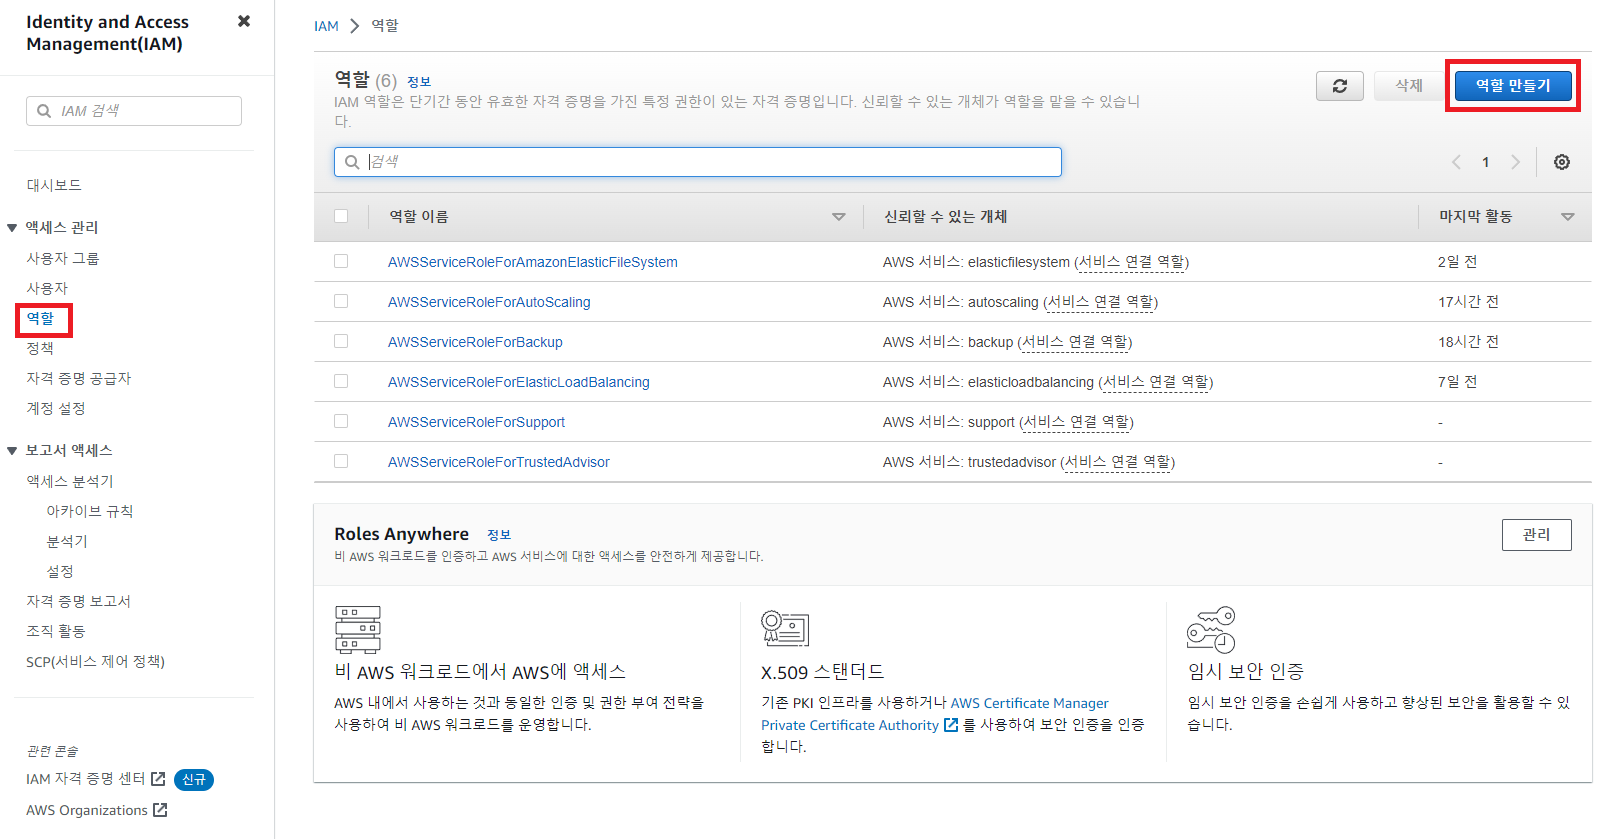 Identity and Access
Management(IAM)
IAM 검색
대시보드
액세스 관리
사용자 그룹
사용자
역할
정책
자격 증명 공급자
계정 설정
보고서 액세스
액세스 분석기
아카이브 규칙
분석기
설정
자격 증명 보고서
조직 활동
SCP(서비스 제어 정책)
관련 콘솔
IAM 자격 증명 센터 신규
AWS Organizations
IAM > 역할
역할 (6) 정보
IAM 역할은 단기간 동안 유효한 자격 증명을 가진 특정 권한이 있는 자격 증명입니다. 신뢰할 수 있는 개체가 역할을 맡을 수 있습니
다.
삭제 역할 만들기
검색
1
역할 이름 신뢰할 수 있는 개체 마지막 활동
AWSServiceRoleForAmazonElasticFileSystem AWS 서비스: elasticfilesystem (서비스 연결 역할) 2일 전
AWSServiceRoleForAutoScaling AWS 서비스: autoscaling (서비스 연결 역할) 17시간 전
AWSServiceRoleForBackup AWS 서비스: backup (서비스 연결 역할) 18시간 전
AWSServiceRoleForElasticLoadBalancing AWS 서비스: elasticloadbalancing (서비스 연결 역할) 7일 전
AWSServiceRoleForSupport AWS 서비스: support (서비스 연결 역할) -
AWSServiceRoleForTrustedAdvisor AWS 서비스: trustedadvisor (서비스 연결 역할) -
Roles Anywhere 정보
비 AWS 워크로드를 인증하고 AWS 서비스에 대한 액세스를 안전하게 제공합니다.
관리
비 AWS 워크로드에서 AWS에 액세스
AWS 내에서 사용하는 것과 동일한 인증 및 권한 부여 전략을
사용하여 비 AWS 워크로드를 운영합니다.
X.509 스탠더드
기존 PKI 인프라를 사용하거나 AWS Certificate Manager
Private Certificate Authority 를 사용하여 보안 인증을 인증
합니다.
임시 보안 인증
임시 보안 인증을 손쉽게 사용하고 향상된 보안을 활용할 수 있
습니다.